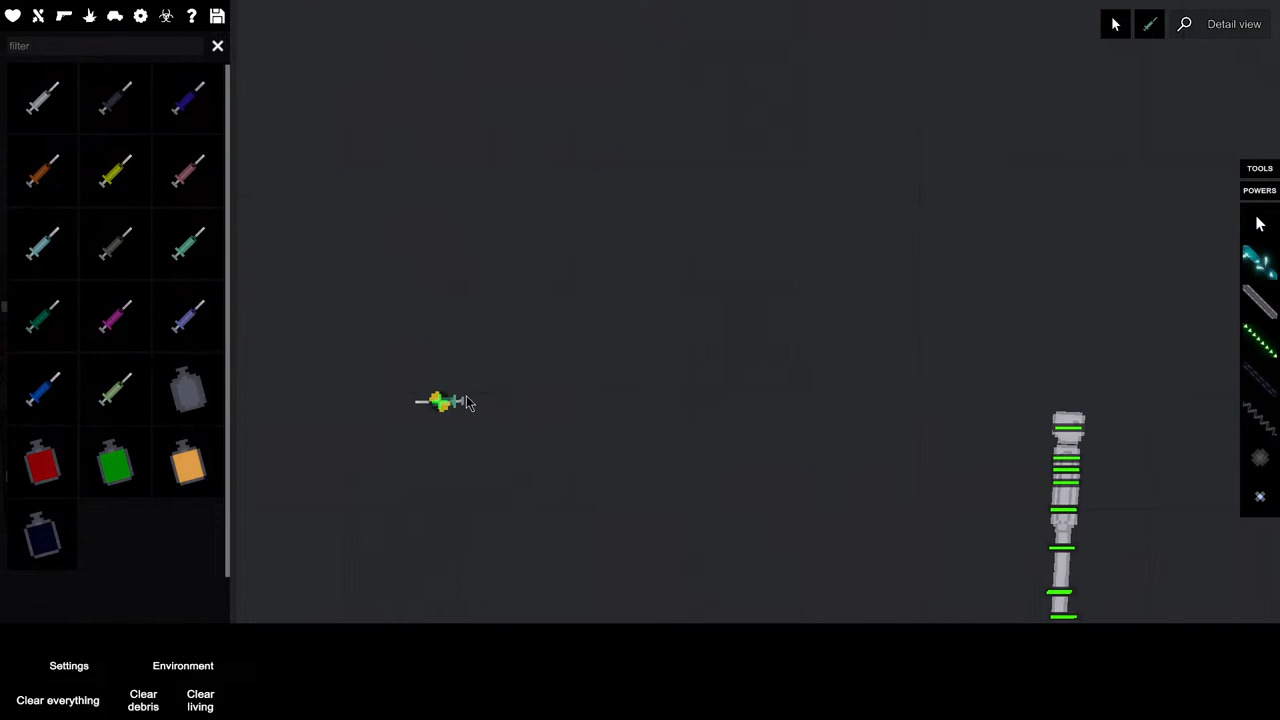 Detail view
filter
TOOLS
POWERS
Settings
Environment
Clear everything
Clear
debris
Clear
living